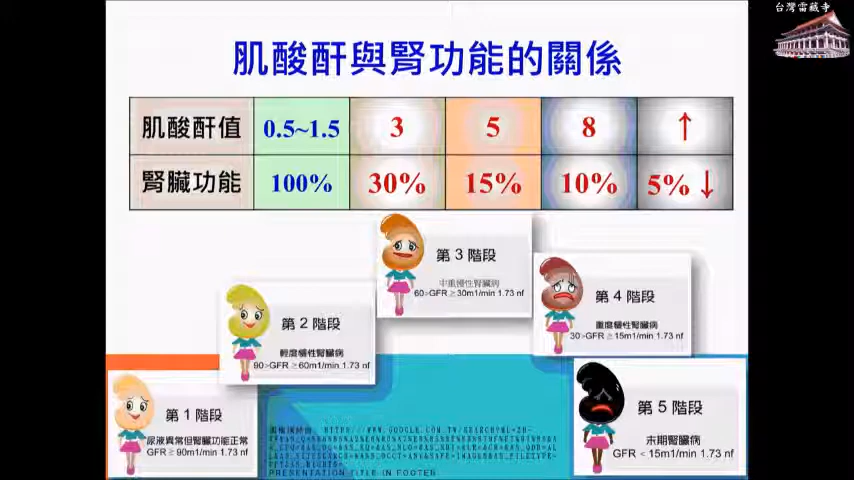 台灣雷藏寺
肌酸酐與腎功能的關係
肌酸酐值 0.5~1.5 3 5 8 ↑
腎臟功能 100% 30% 15% 10% 5% ↓
第 3 階段
中重度慢性腎臟病
60>GFR ≥30m1/min 1.73 nf
第 4 階段
重度慢性腎臟病
30>GFR ≥15m1/min 1.73 nf
第 2 階段
輕度慢性腎臟病
90>GFR ≥60m1/min 1.73 nf
第 1 階段
尿液異常但腎臟功能正常
GFR ≥ 90m1/min 1.73 nf
第 5 階段
末期腎臟病
GFR < 15m1/min 1.73 nf
PRESENTATION TITLE IN FOOTER